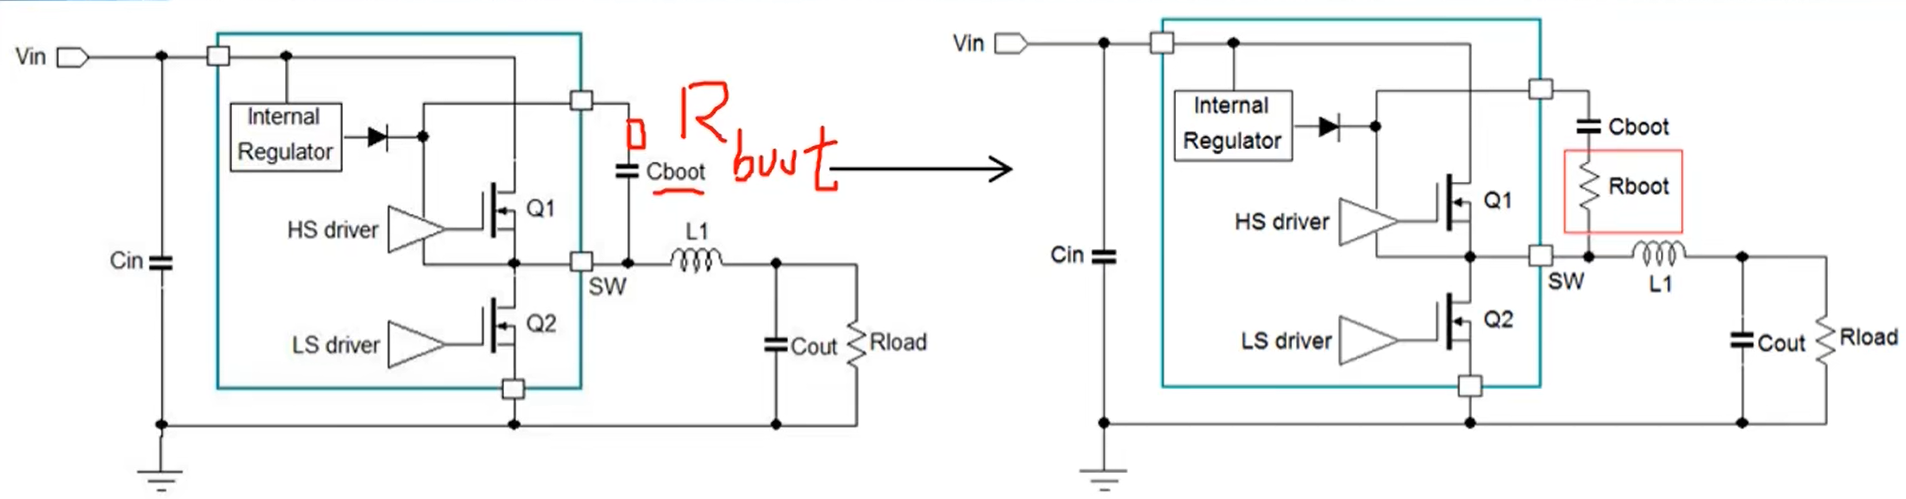 Vin
Internal
Regulator
HS driver
Q1
Cboot
R
buut
L1
SW
Cin
LS driver
Q2
Cout
Rload
Vin
Internal
Regulator
Cboot
Rboot
HS driver
Q1
Cin
SW
L1
LS driver
Q2
Cout
Rload